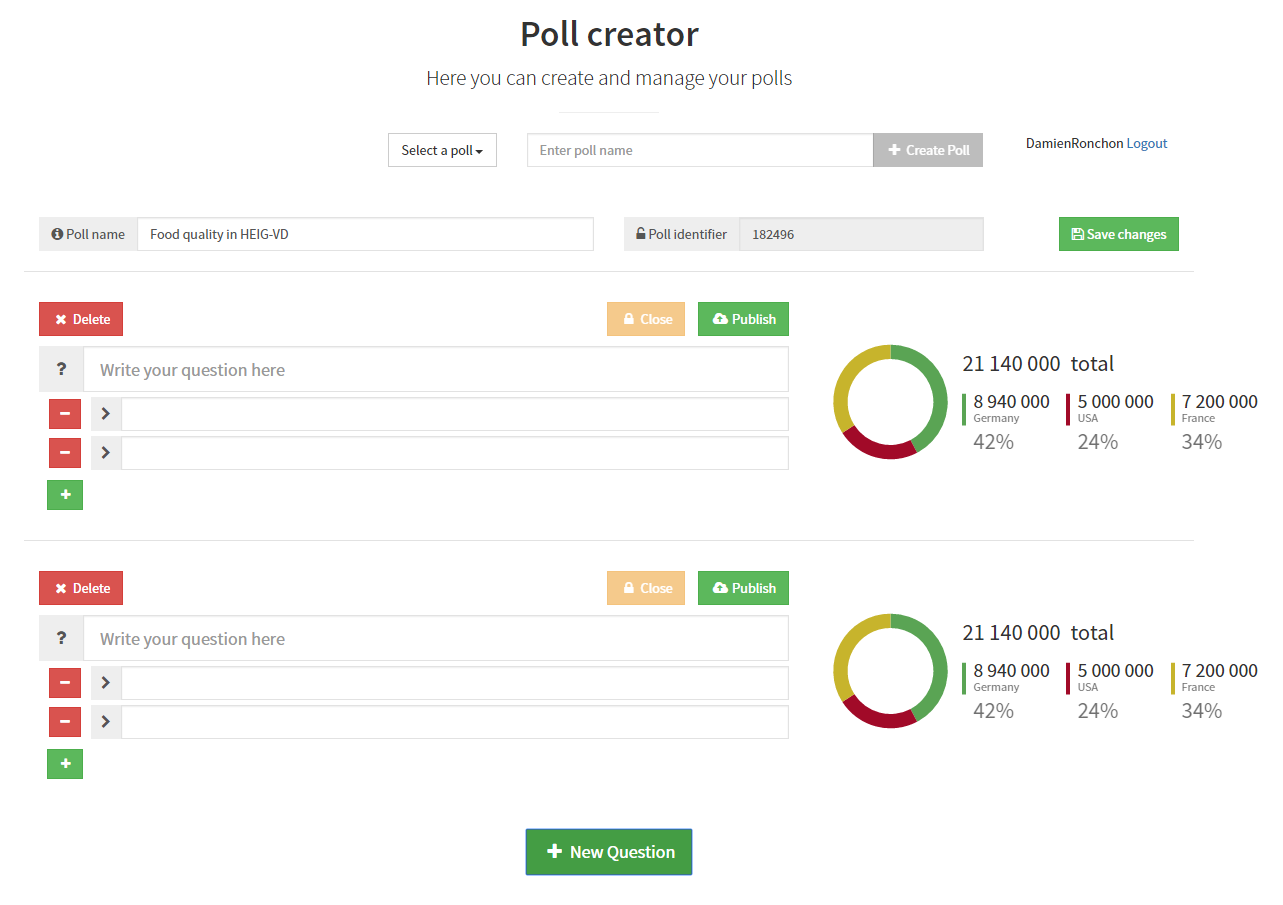 Poll creator
Here you can create and manage your polls
Select a poll
Enter poll name
Create Poll
DamienRonchon Logout
Poll name
Food quality in HEIG-VD
Poll identifier
182496
Save changes
Delete
Close
Publish
? Write your question here
21 140 000 total
8 940 000 5 000 000 7 200 000
Germany USA France
42% 24% 34%
Delete
Close
Publish
? Write your question here
21 140 000 total
8 940 000 5 000 000 7 200 000
Germany USA France
42% 24% 34%
New Question